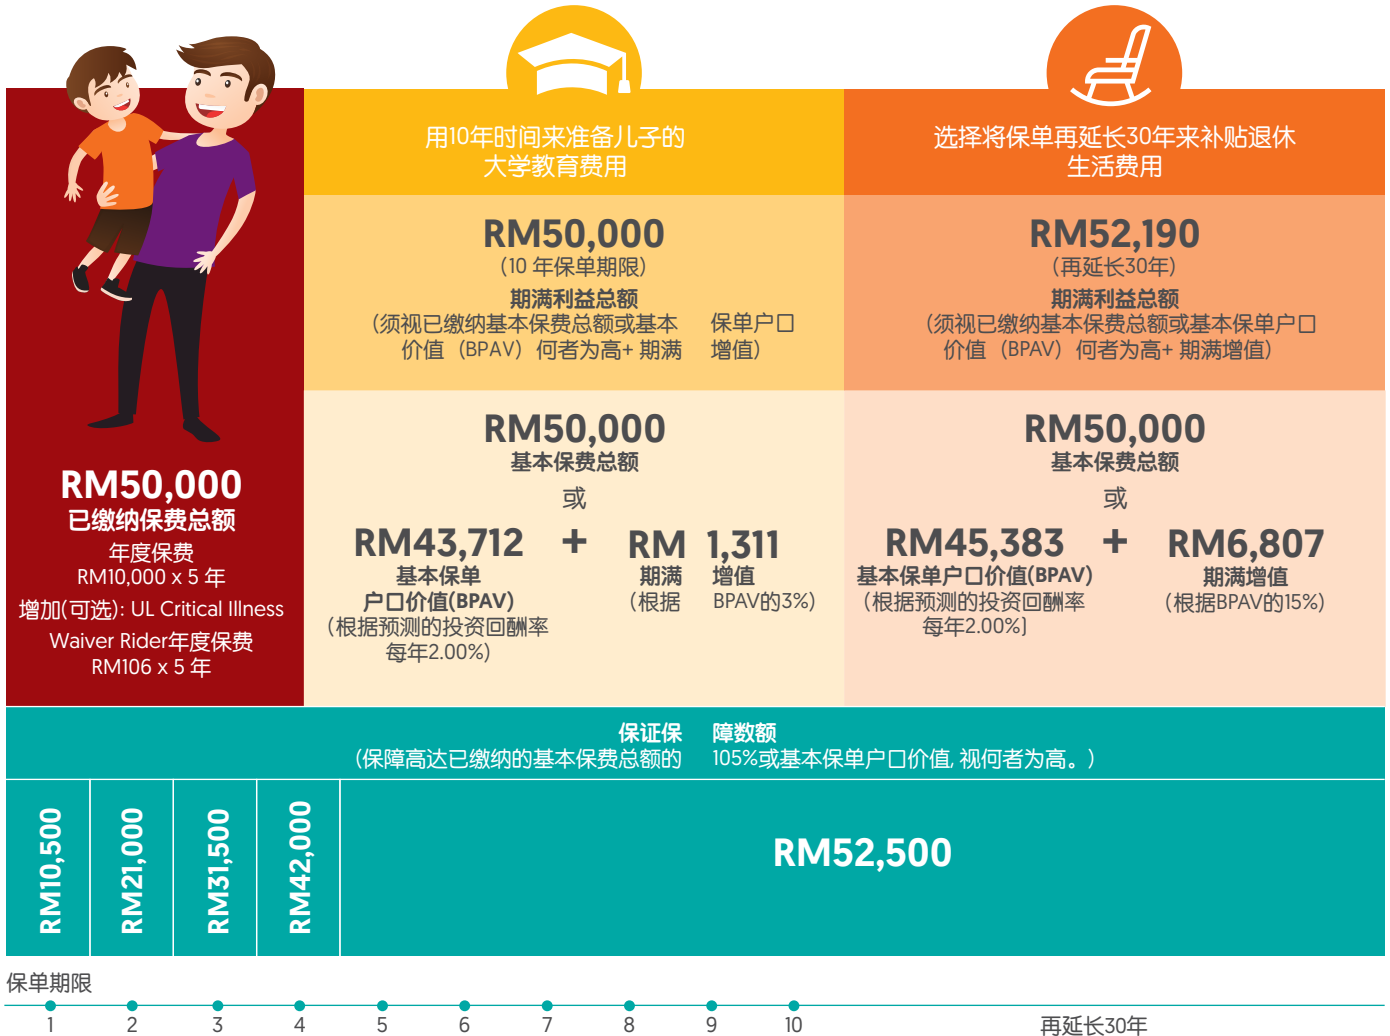 用10年时间来准备儿子的
大学教育费用
选择将保单再延长30年来补贴退休
生活费用
RM50,000
已缴纳保费总额
年度保费
RM10,000 x 5 年
增加(可选): UL Critical Illness
Waiver Rider年度保费
RM106 x 5 年
RM50,000
(10 年保单期限)
期满利益总额
(须视已缴纳基本保费总额或基本 保单户口
价值（BPAV）何者为高+ 期满 增值)
RM52,190
(再延长30年)
期满利益总额
(须视已缴纳基本保费总额或基本保单户口
价值（BPAV）何者为高+ 期满增值)
RM50,000
基本保费总额
或
RM43,712 + RM 1,311
基本保单
户口价值(BPAV)
(根据预测的投资回酬率
每年2.00%)
期满 增值
(根据 BPAV的3%)
RM50,000
基本保费总额
或
RM45,383 + RM6,807
基本保单户口价值(BPAV)
(根据预测的投资回酬率
每年2.00%)
期满增值
(根据BPAV的15%)
保证保 障数额
(保障高达已缴纳的基本保费总额的 105%或基本保单户口价值, 视何者为高。)
RM10,500
RM21,000
RM31,500
RM42,000
RM52,500
保单期限
1 2 3 4 5 6 7 8 9 10 再延长30年